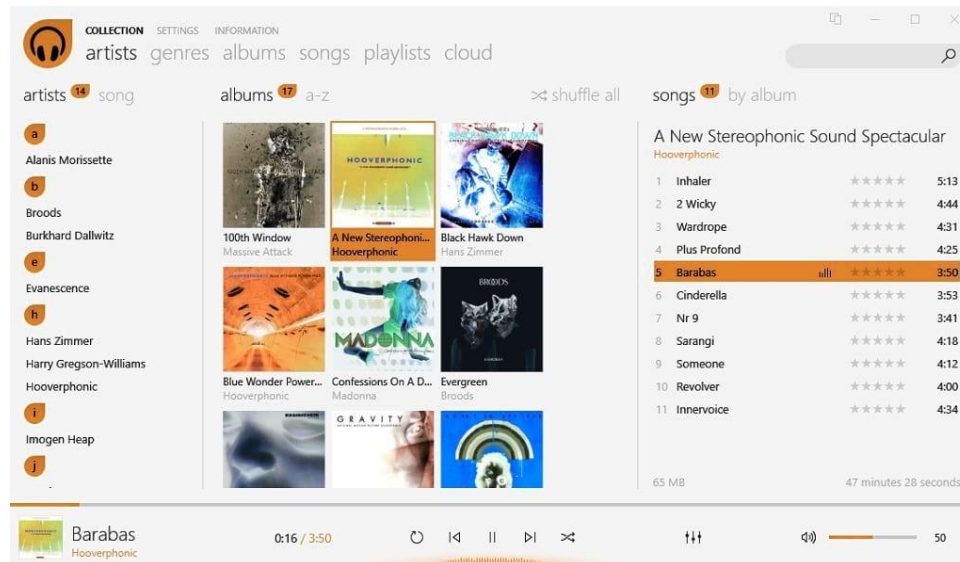 COLLECTION SETTINGS INFORMATION
artists genres albums songs playlists cloud
artists 14 song
a
Alanis Morissette
b
Broods
Burkhard Dallwitz
e
Evanescence
h
Hans Zimmer
Harry Gregson-Williams
Hooverphonic
i
Imogen Heap
j
albums 17 a-z
shuffle all
HOOVERPHONIC
BLACK HAWK DOWN
100th Window
Massive Attack
A New Stereophoni...
Hooverphonic
Black Hawk Down
Hans Zimmer
MADONNA
BROODS
EVERGREEN
Blue Wonder Power...
Hooverphonic
Confessions On A D...
Madonna
Evergreen
Broods
GRAVITY
songs 11 by album
A New Stereophonic Sound Spectacular
Hooverphonic
1 Inhaler 5:13
2 2 Wicky 4:44
3 Wardrope 4:31
4 Plus Profond 4:25
5 Barabas 3:50
6 Cinderella 3:53
7 Nr 9 3:41
8 Sarangi 4:18
9 Someone 4:12
10 Revolver 4:00
11 Innervoice 4:34
65 MB
47 minutes 28 seconds
Barabas
Hooverphonic
0:16 / 3:50
50